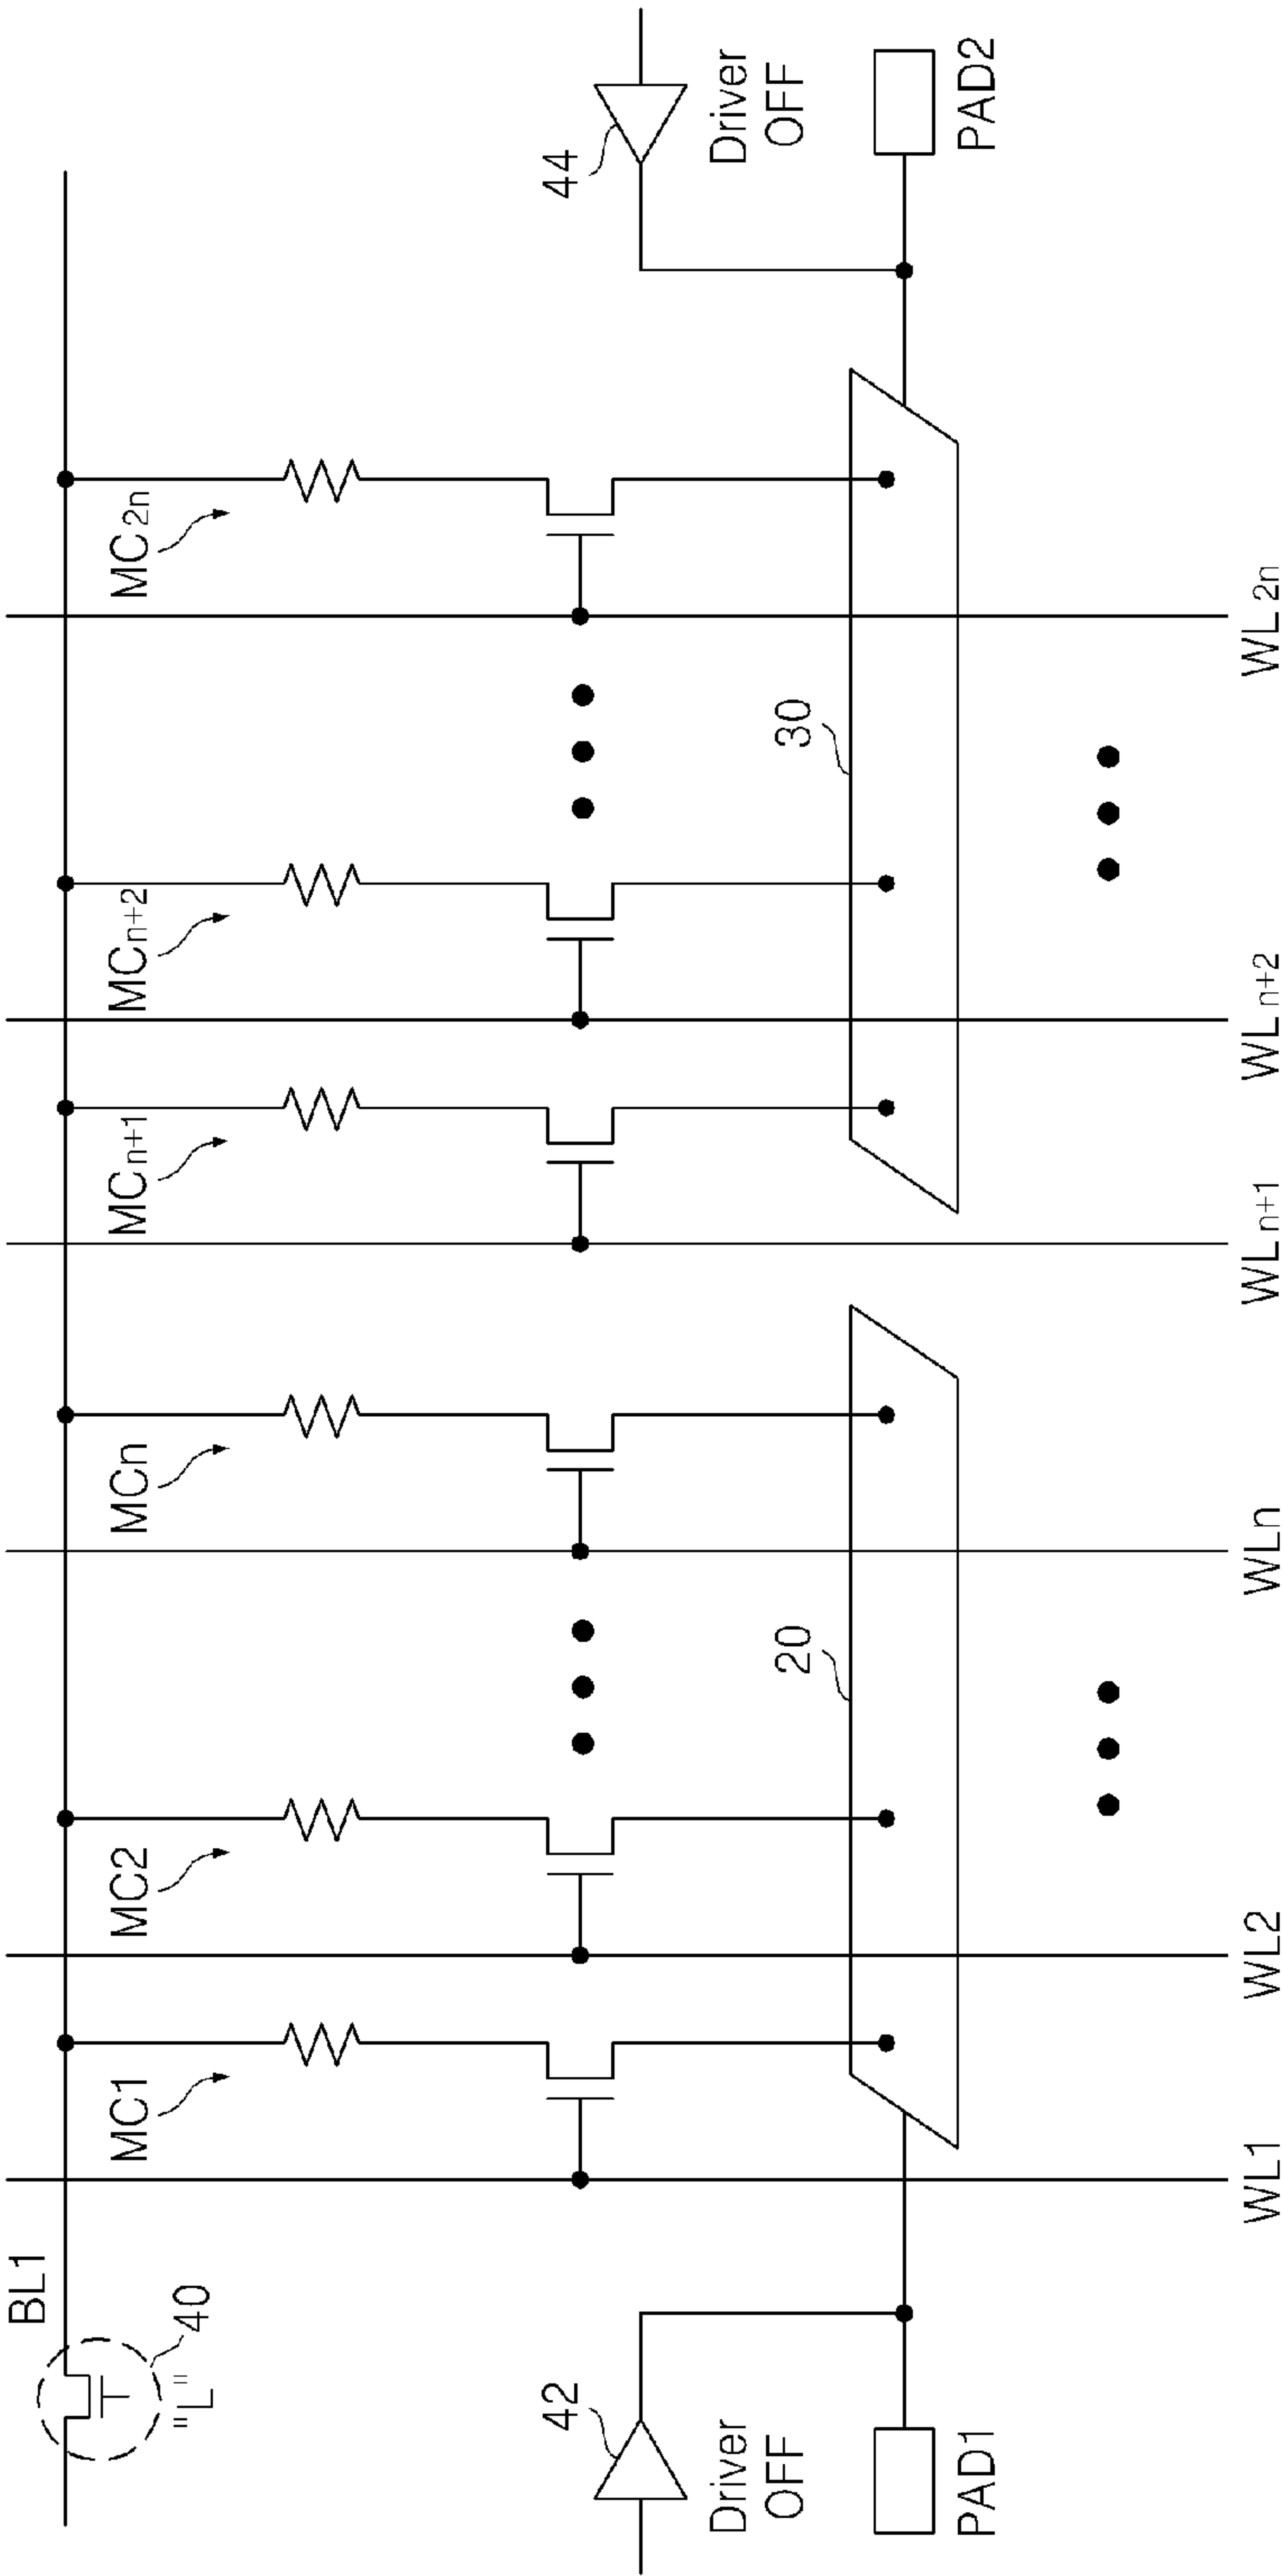 BL1
40
"L"
MC1
MC2
MCn
MCn+1
MCn+2
MC2n
42
Driver
OFF
44
Driver
OFF
20
30
PAD1
PAD2
WL1
WL2
WLn
WLn+1
WLn+2
WL2n